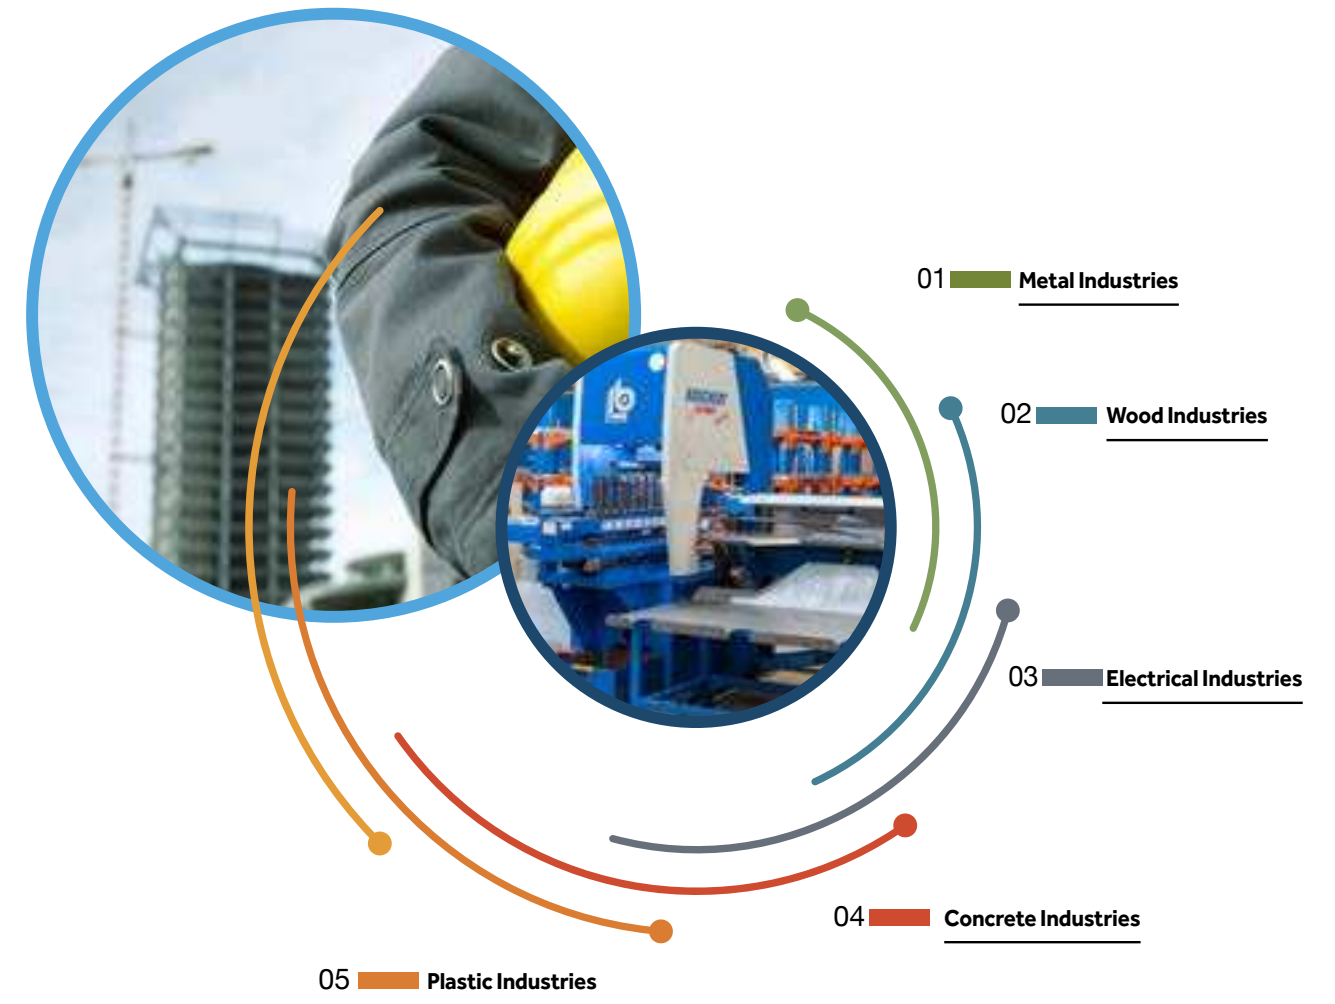 01 Metal Industries
02 Wood Industries
03 Electrical Industries
04 Concrete Industries
05 Plastic Industries